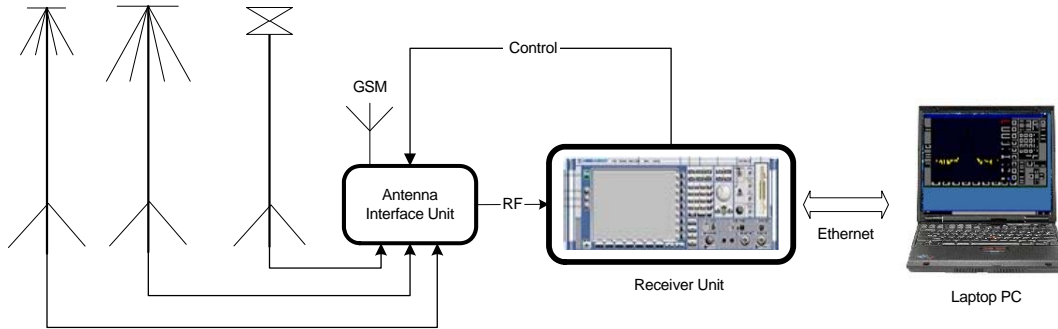 Control
GSM
Antenna
Interface Unit
RF
Ethernet
Receiver Unit
Laptop PC